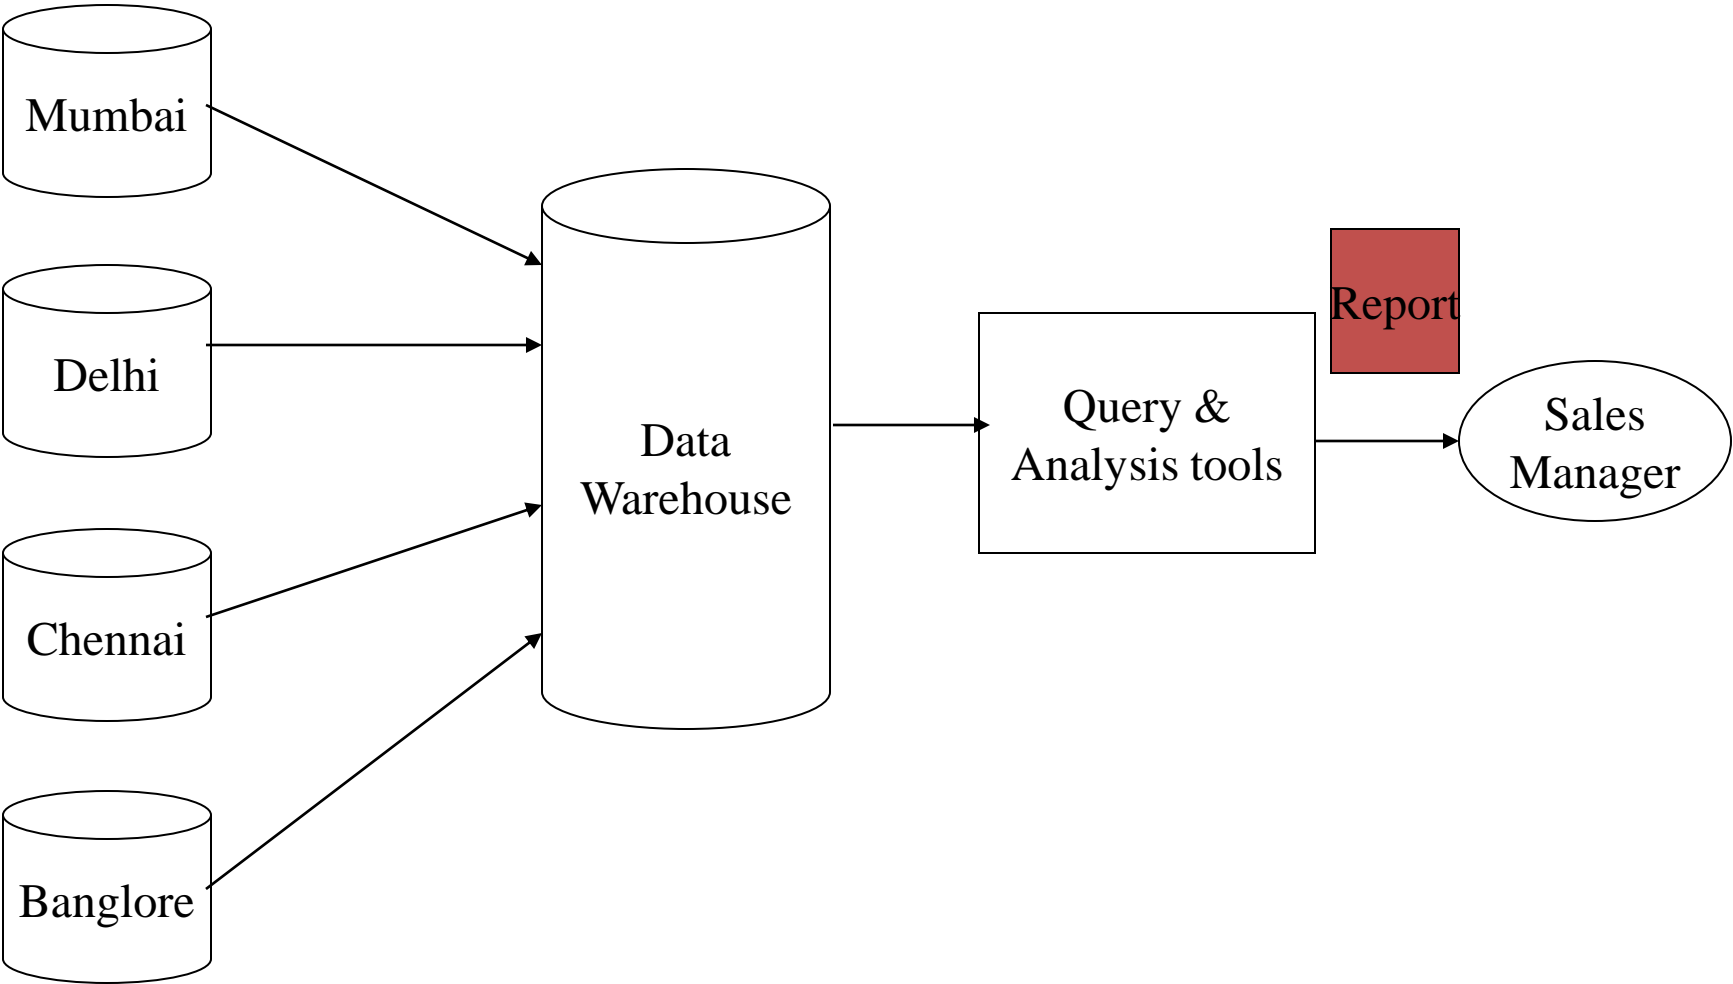 Mumbai
Delhi
Chennai
Banglore
Data
Warehouse
Query &
Analysis tools
Report
Sales
Manager